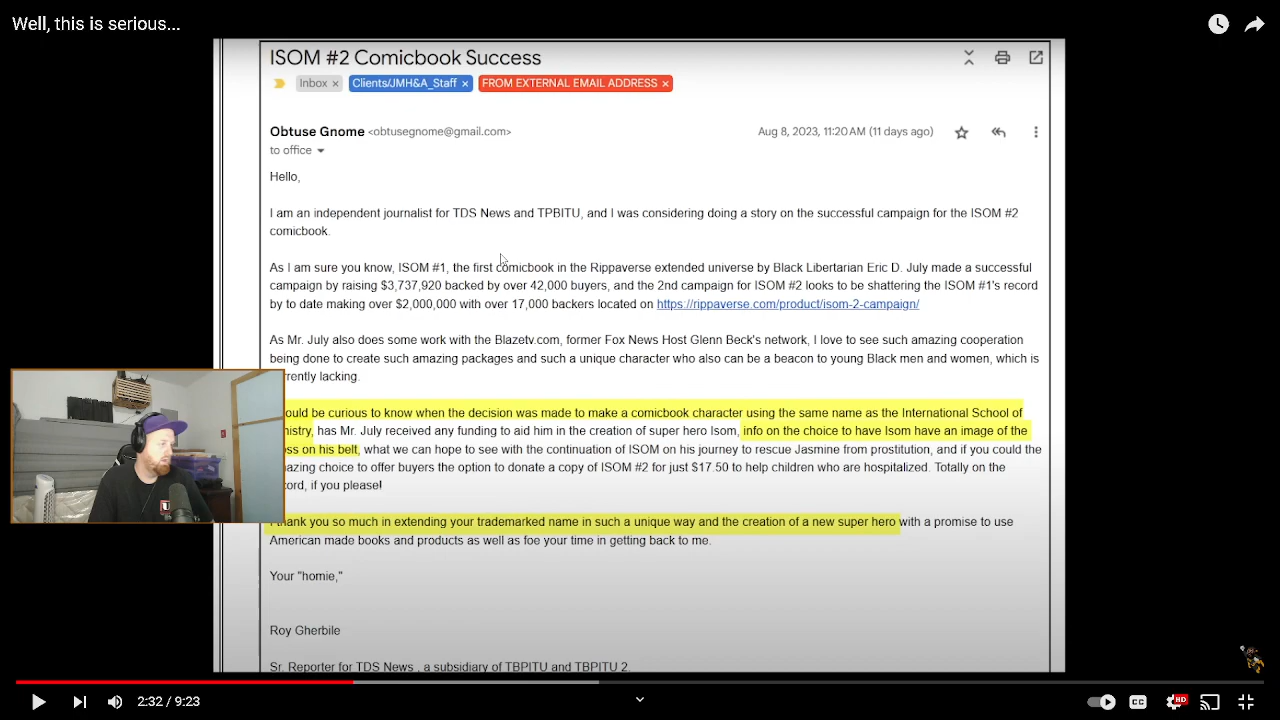 Well, this is serious...
ISOM #2 Comicbook Success
Inbox × Clients/JMH&A_Staff × FROM EXTERNAL EMAIL ADDRESS ×
Obtuse Gnome <obtusegnome@gmail.com> Aug 8, 2023, 11:20 AM (11 days ago)
to office
Hello,
I am an independent journalist for TDS News and TPBITU, and I was considering doing a story on the successful campaign for the ISOM #2
comicbook.
As I am sure you know, ISOM #1, the first comicbook in the Rippaverse extended universe by Black Libertarian Eric D. July made a successful
campaign by raising $3,737,920 backed by over 42,000 buyers, and the 2nd campaign for ISOM #2 looks to be shattering the ISOM #1's record
by to date making over $2,000,000 with over 17,000 backers located on https://rippaverse.com/product/isom-2-campaign/
As Mr. July also does some work with the Blazetv.com, former Fox News Host Glenn Beck's network, I love to see such amazing cooperation
being done to create such amazing packages and such a unique character who also can be a beacon to young Black men and women, which is
rrently lacking.
ould be curious to know when the decision was made to make a comicbook character using the same name as the International School of
nistry, has Mr. July received any funding to aid him in the creation of super hero Isom, info on the choice to have Isom have an image of the
oss on his belt, what we can hope to see with the continuation of ISOM on his journey to rescue Jasmine from prostitution, and if you could the
azing choice to offer buyers the option to donate a copy of ISOM #2 for just $17.50 to help children who are hospitalized. Totally on the
cord, if you please!
I thank you so much in extending your trademarked name in such a unique way and the creation of a new super hero with a promise to use
American made books and products as well as foe your time in getting back to me.
Your "homie,"
Roy Gherbile
Sr. Reporter for TDS News , a subsidiary of TBPITU and TBPITU 2.
2:32 / 9:23
CC
HD